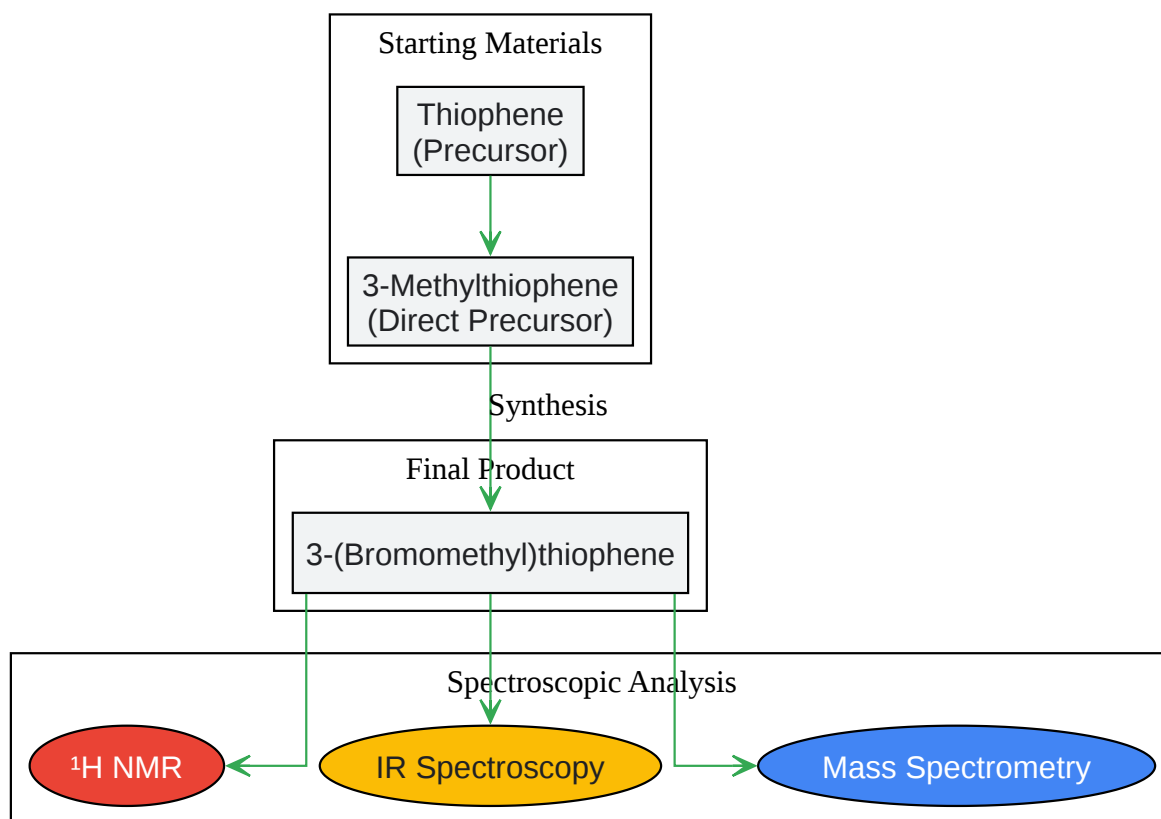 Starting Materials
Thiophene
(Precursor)
3-Methylthiophene
(Direct Precursor)
Synthesis
Final Product
3-(Bromomethyl)thiophene
Spectroscopic Analysis
¹H NMR
IR Spectroscopy
Mass Spectrometry